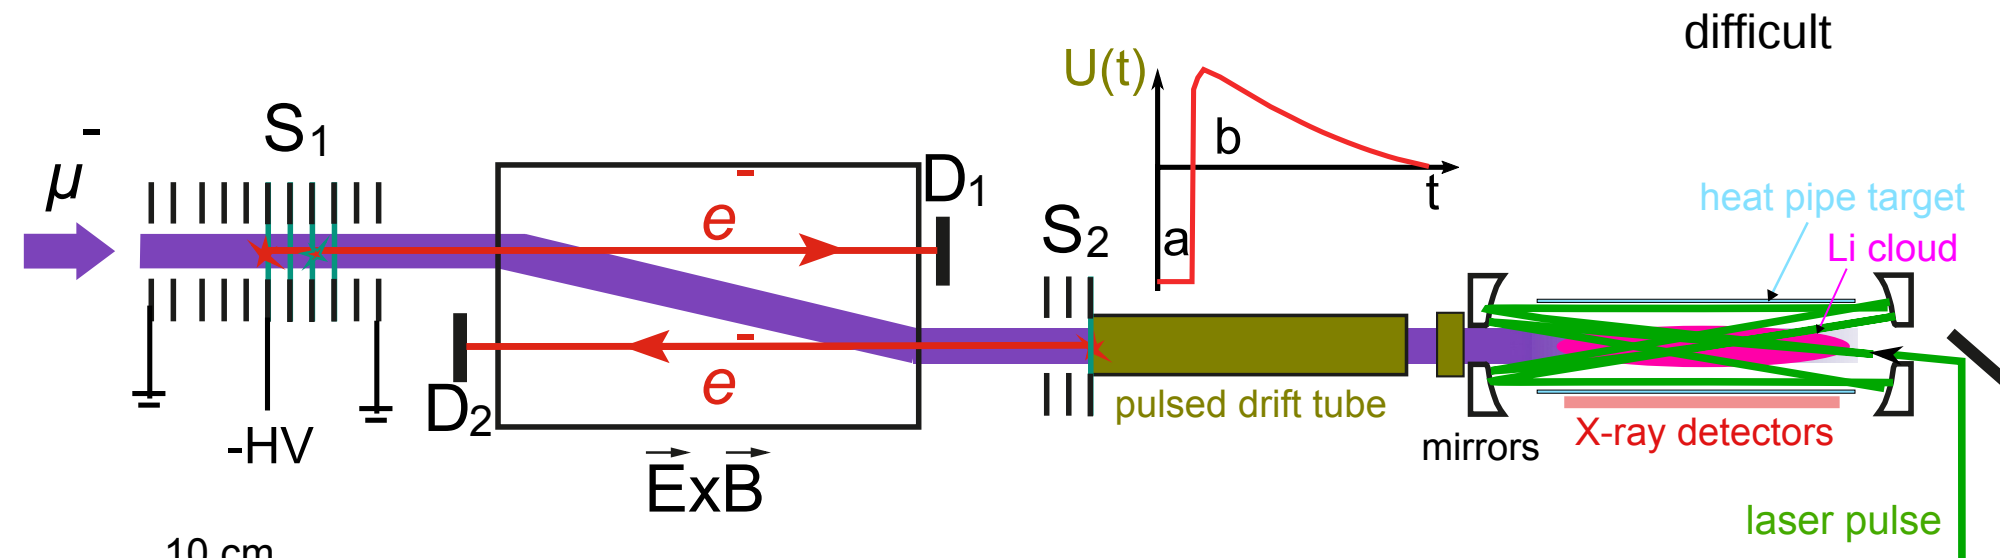 difficult
U(t)
μ-
S1
b
t
D1
e-
S2
a
heat pipe target
Li cloud
e-
D2
pulsed drift tube
mirrors
X-ray detectors
-HV
ExB
laser pulse
10 cm